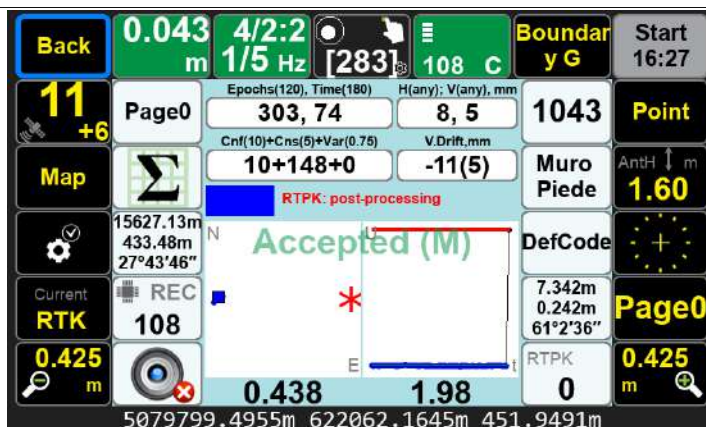 Back
0.043
m
4/2:2
1/5 Hz
[283]
108 C
Boundar
y G
Start
16:27
11
+6
Page0
Epochs(120), Time(180)
303, 74
H(any); V(any), mm
8, 5
1043
Point
Map
Σ
Cnf(10)+Cns(5)+Var(0.75)
10+148+0
V.Drift,mm
-11(5)
Muro
Piede
AntH m
1.60
RTPK: post-processing
15627.13m
433.48m
27°43'46"
N
U
Accepted (M)
DefCode
Current
RTK
REC
108
7.342m
0.242m
61°2'36"
Page0
E
t
0.425
m
0.438
1.98
RTPK
0
0.425
m
5079799.4955m 622062.1645m 451.9491m